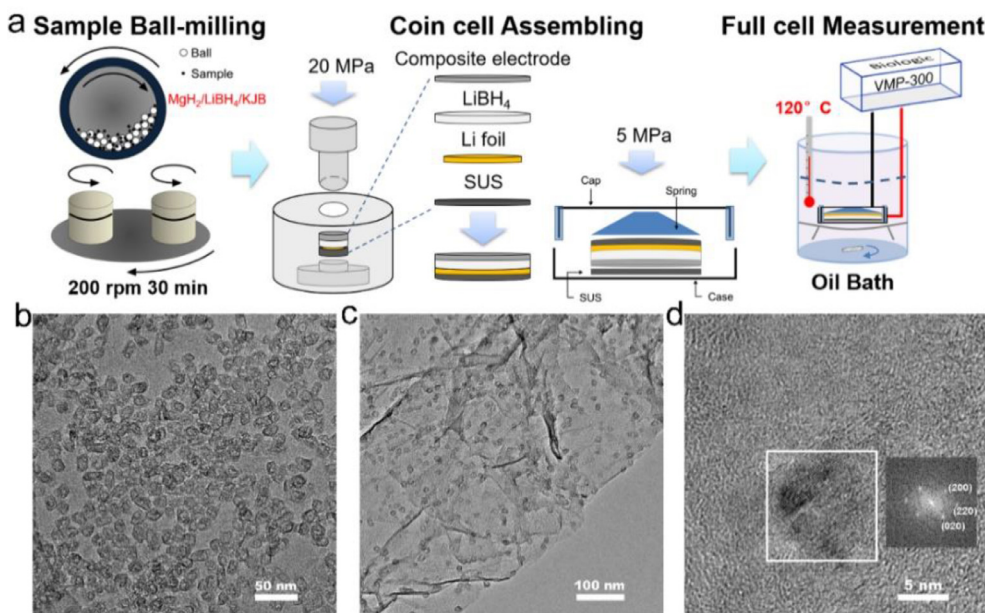 a
Sample Ball-milling
Coin cell Assembling
Full cell Measurement
Ball
Sample
MgH₂/LiBH₄/KJB
200 rpm 30 min
20 MPa
Composite electrode
LiBH₄
Li foil
SUS
5 MPa
Cap
Spring
SUS
Case
Biologic
VMP-300
120° C
Oil Bath
b
50 nm
c
100 nm
d
(200)
(220)
(020)
5 nm